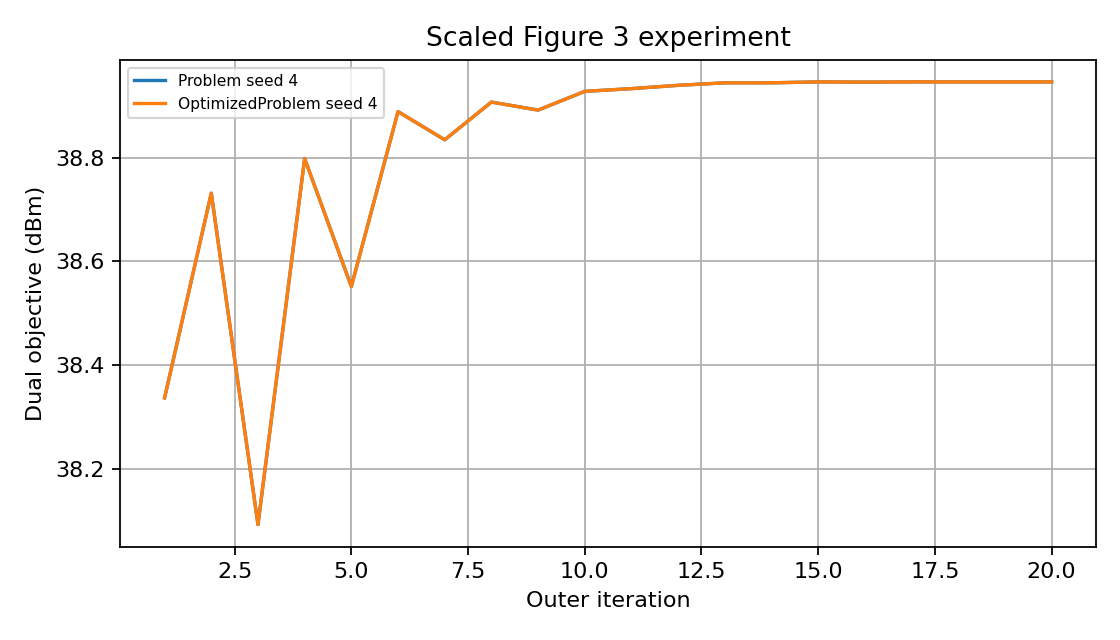 Scaled Figure 3 experiment
Problem seed 4
OptimizedProblem seed 4
Dual objective (dBm)
38.8
38.6
38.4
38.2
2.5 5.0 7.5 10.0 12.5 15.0 17.5 20.0
Outer iteration